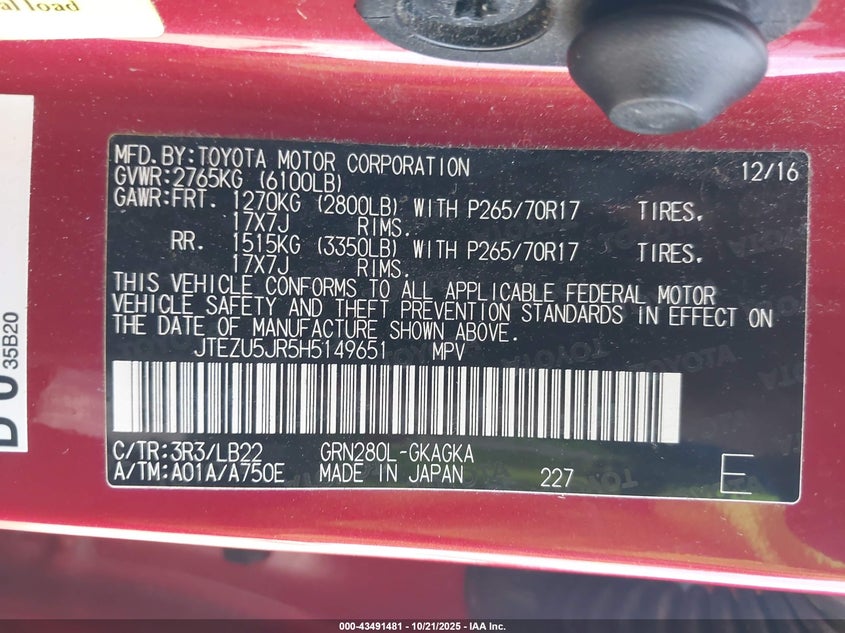 al load
35B20
MFD.BY:TOYOTA MOTOR CORPORATION 12/16
GVWR:2765KG (6100LB)
GAWR:FRT. 1270KG (2800LB) WITH P265/70R17 TIRES.
17X7J RIMS.
RR. 1515KG (3350LB) WITH P265/70R17 TIRES.
17X7J RIMS.
THIS VEHICLE CONFORMS TO ALL APPLICABLE FEDERAL MOTOR
VEHICLE SAFETY AND THEFT PREVENTION STANDARDS IN EFFECT ON
THE DATE OF MANUFACTURE SHOWN ABOVE.
JTEZU5JR5H5149651 MPV
C/TR:3R3/LB22 GRN280L-GKAGKA
A/TM:A01A/A750E MADE IN JAPAN 227 E
000-43491481 - 10/21/2025 - IAA Inc.